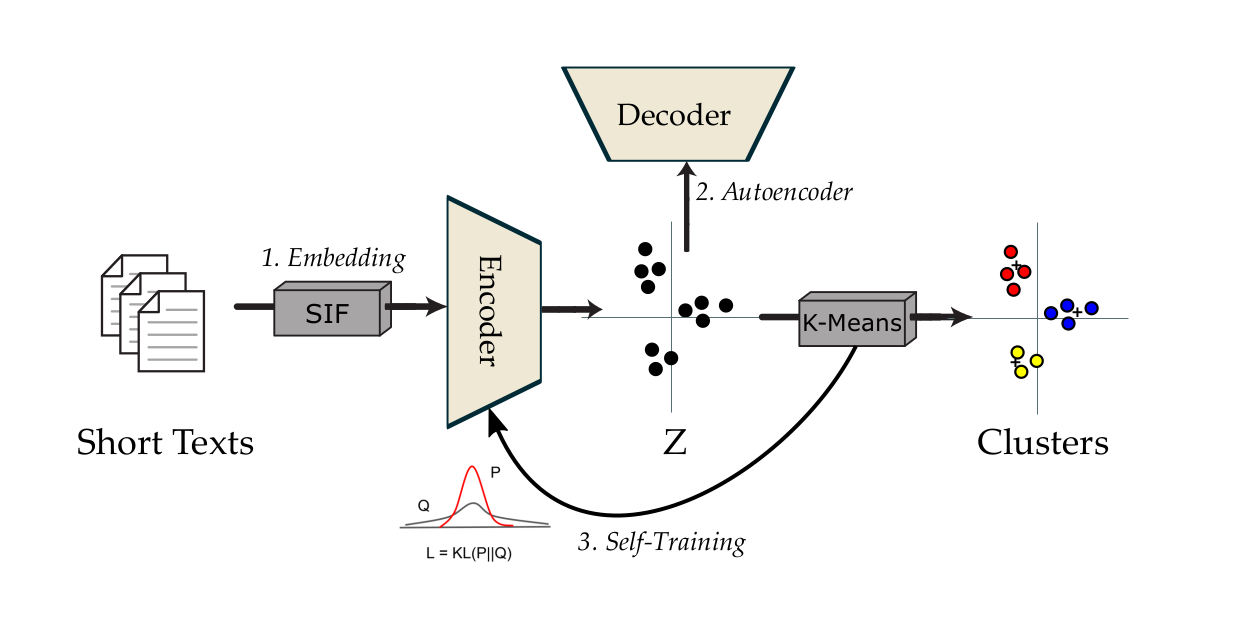 Decoder
2. Autoencoder
1. Embedding
SIF
Encoder
K-Means
Short Texts
Z
Clusters
P
Q
L = KL(P||Q)
3. Self-Training